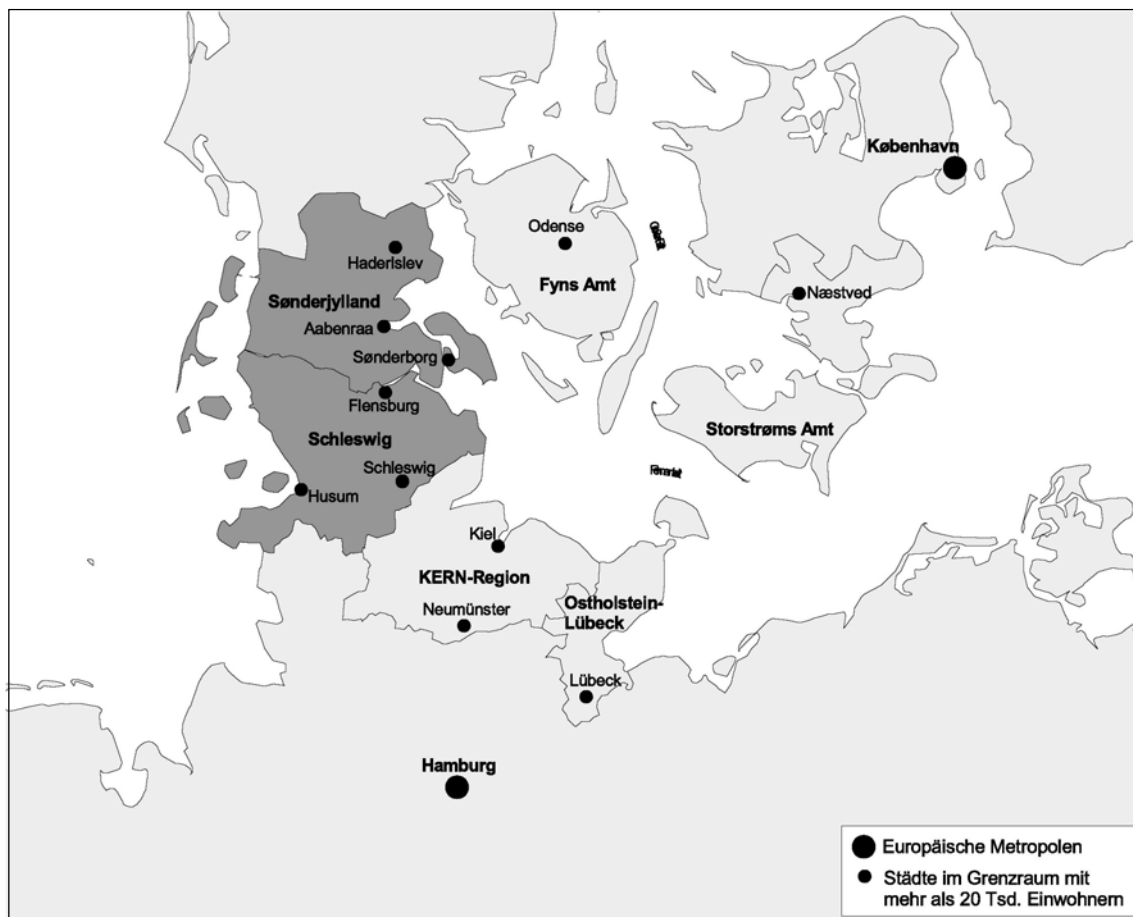 København
Odense
Haderlslev
Fyns Amt
Næstved
Sønderjylland
Aabenraa
Sønderborg
Flensburg
Storstrøms Amt
Schleswig
Schleswig
Husum
Kiel
KERN-Region
Ostholstein-
Lübeck
Neumünster
Lübeck
Hamburg
Europäische Metropolen
Städte im Grenzraum mit
mehr als 20 Tsd. Einwohnern